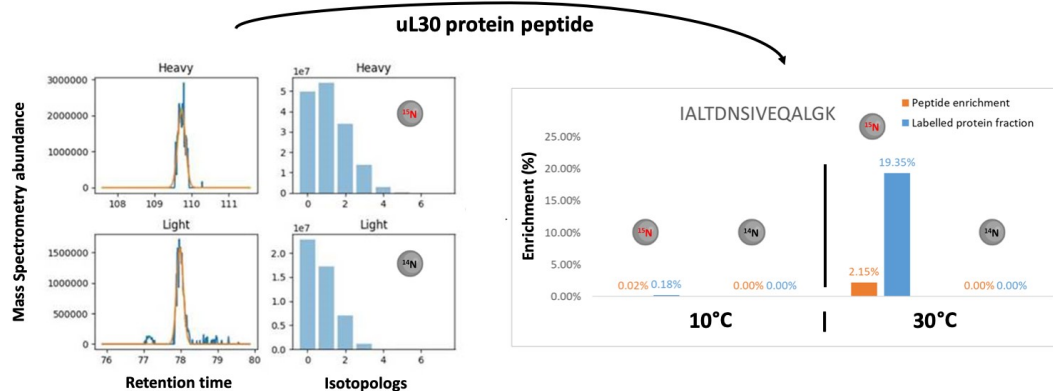 uL30 protein peptide
Mass Spectrometry abundance
Heavy
3000000
2000000
1000000
0
108 109 110 111
Heavy
1e7
5
4
3
2
1
0
0 2 4 6
15N
Light
1500000
1000000
500000
0
76 77 78 79 80
Retention time
Light
1e7
2.0
1.5
1.0
0.5
0.0
0 2 4 6
14N
Isotopologs
IALTDNSIVEQALGK
Peptide enrichment
Labelled protein fraction
15N
Enrichment (%)
25.00%
20.00%
15.00%
10.00%
5.00%
0.00%
15N
14N
14N
0.02% 0.18%
0.00% 0.00%
2.15%
19.35%
0.00% 0.00%
10°C | 30°C